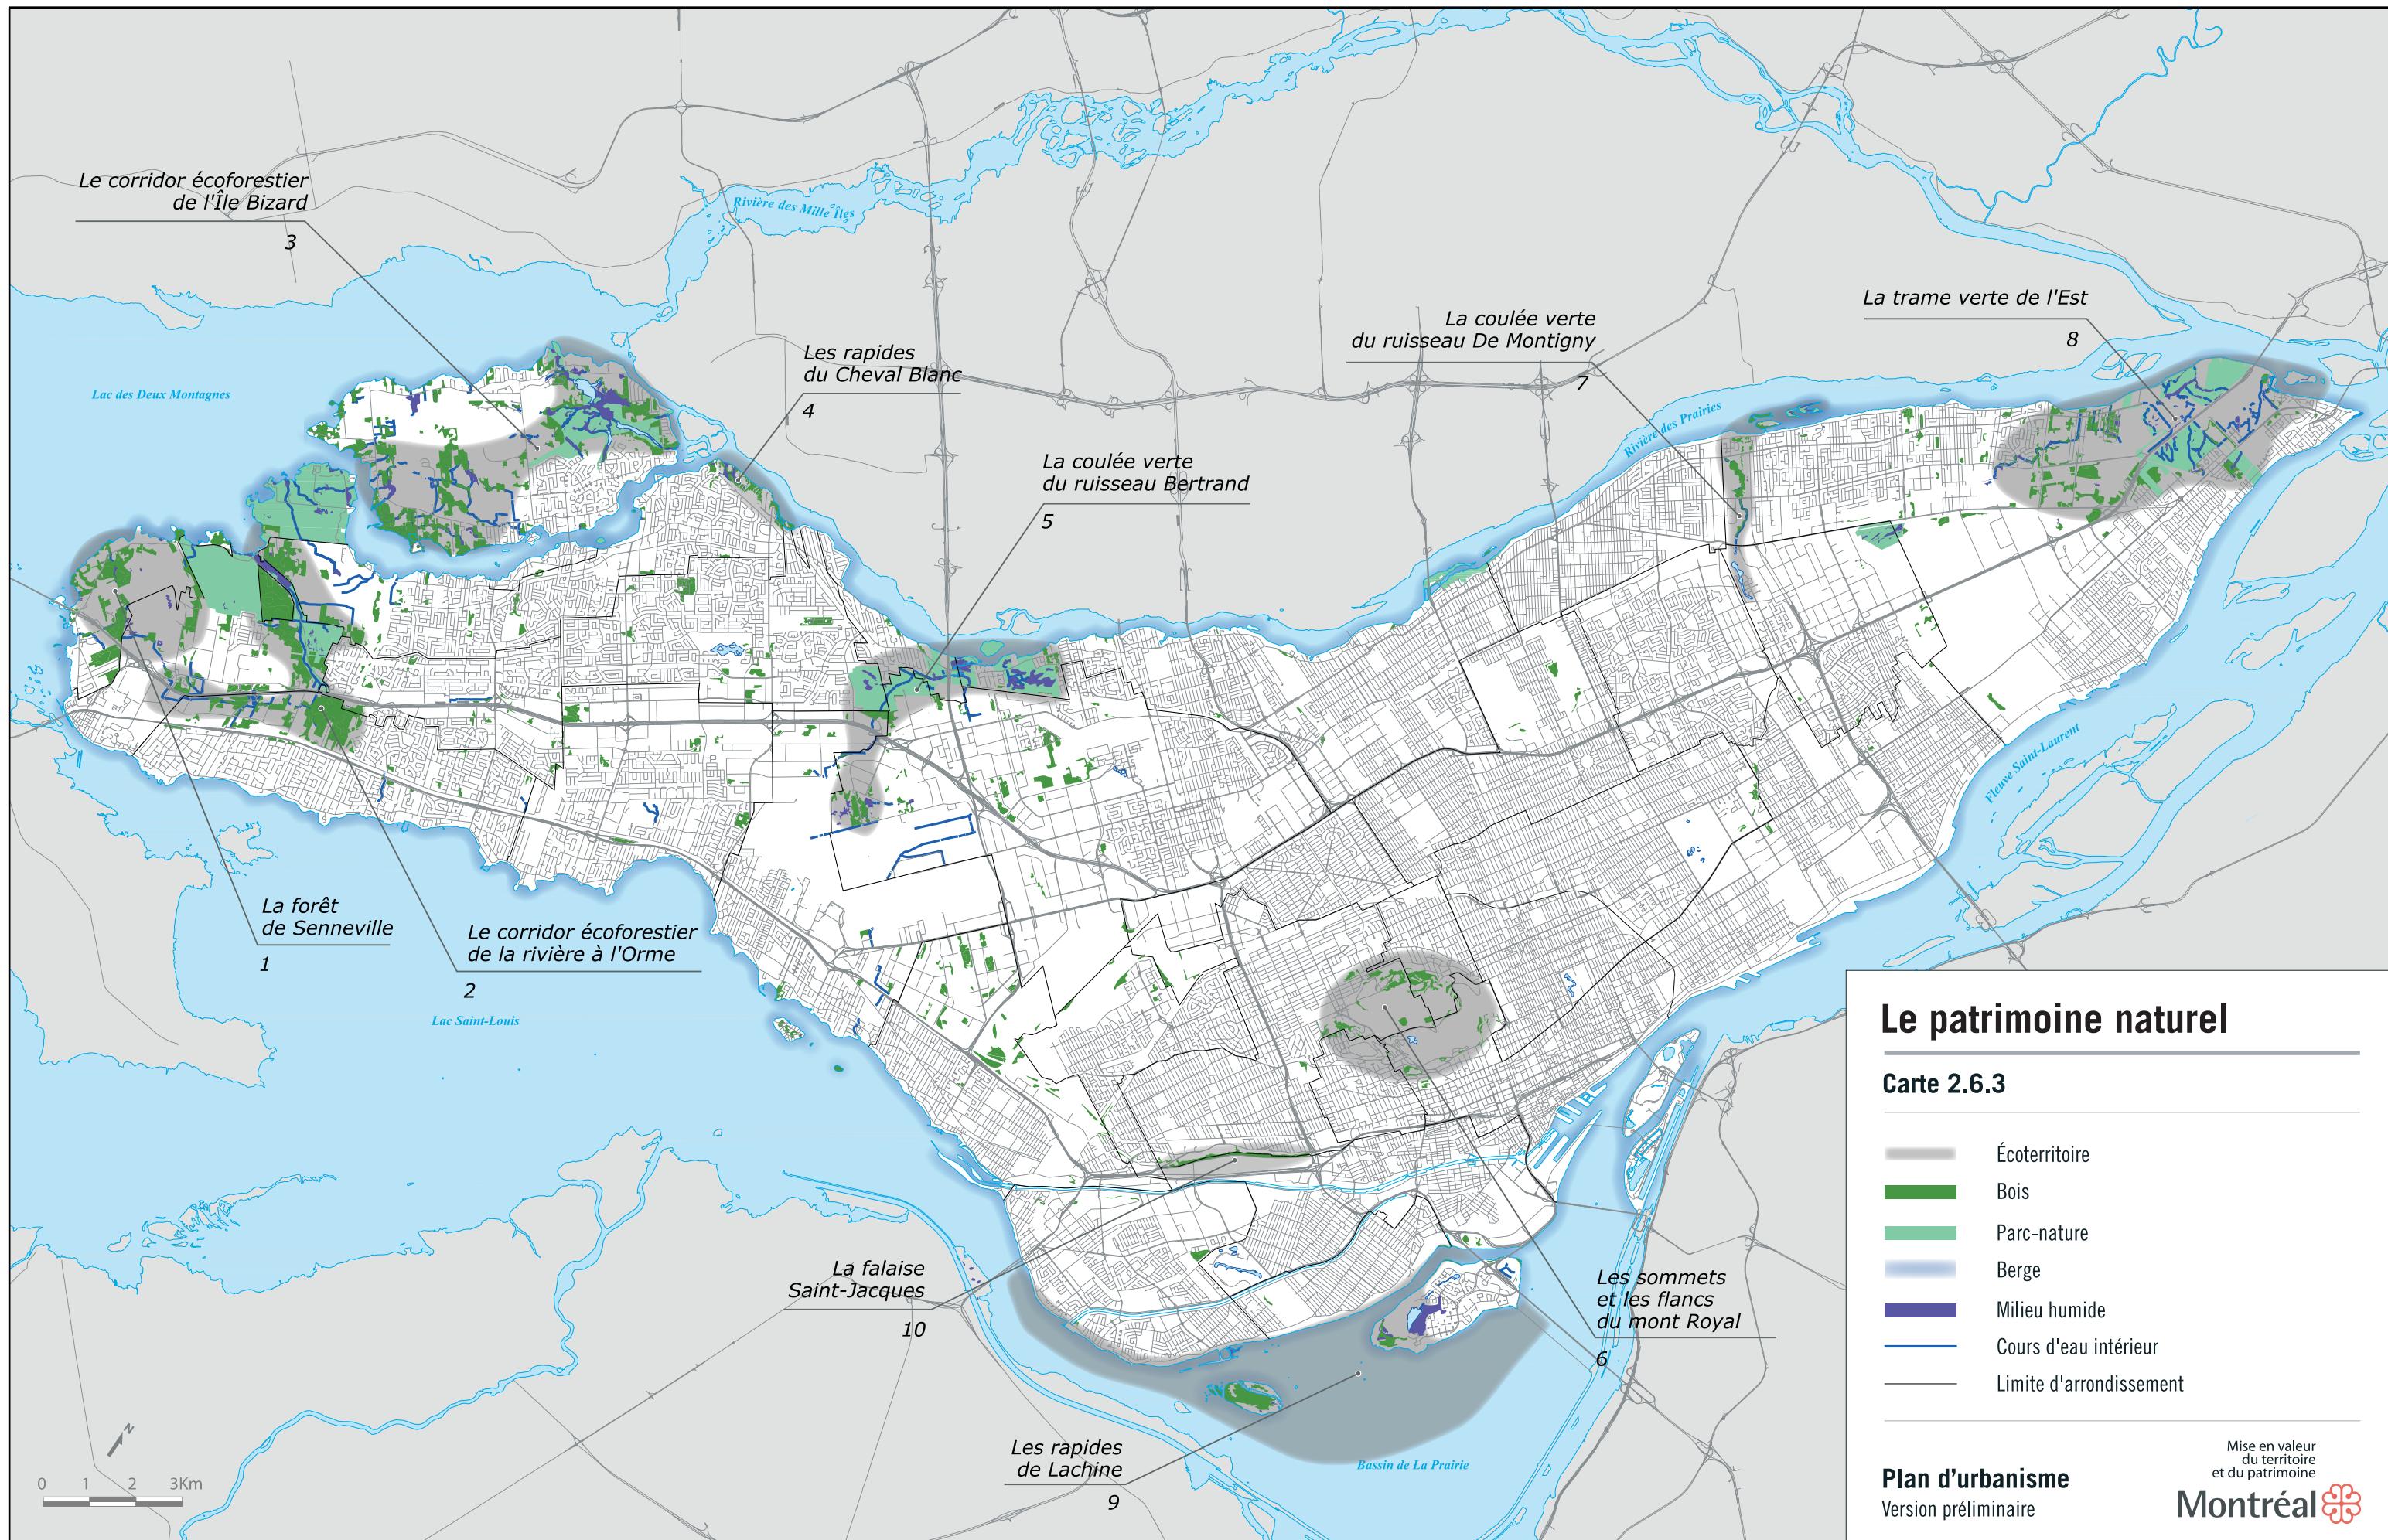 Le corridor écoforestier
de l'Île Bizard
3
Rivière des Mille Îles
La trame verte de l'Est
8
La coulée verte
du ruisseau De Montigny
7
Les rapides
du Cheval Blanc
4
Lac des Deux Montagnes
Rivière des Prairies
La coulée verte
du ruisseau Bertrand
5
Fleuve Saint-Laurent
La forêt
de Senneville
1
Le corridor écoforestier
de la rivière à l'Orme
2
Lac Saint-Louis
La falaise
Saint-Jacques
10
Les sommets
et les flancs
du mont Royal
6
Les rapides
de Lachine
9
Bassin de La Prairie
N
0 1 2 3Km
Le patrimoine naturel
Carte 2.6.3
Écoterritoire
Bois
Parc-nature
Berge
Milieu humide
Cours d'eau intérieur
Limite d'arrondissement
Plan d'urbanisme
Version préliminaire
Mise en valeur
du territoire
et du patrimoine
Montréal